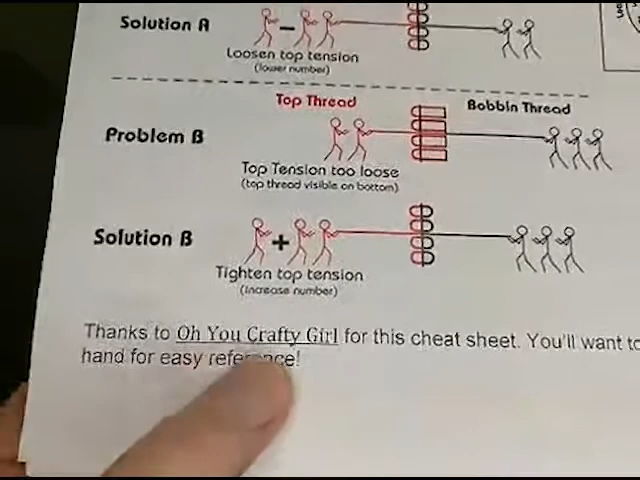 Solution A
Loosen top tension
(lower number)
Top Thread
Bobbin Thread
Problem B
Top Tension too loose
(top thread visible on bottom)
Solution B
+
Tighten top tension
(increase number)
Thanks to Oh You Crafty Girl for this cheat sheet. You'll want to
hand for easy reference!